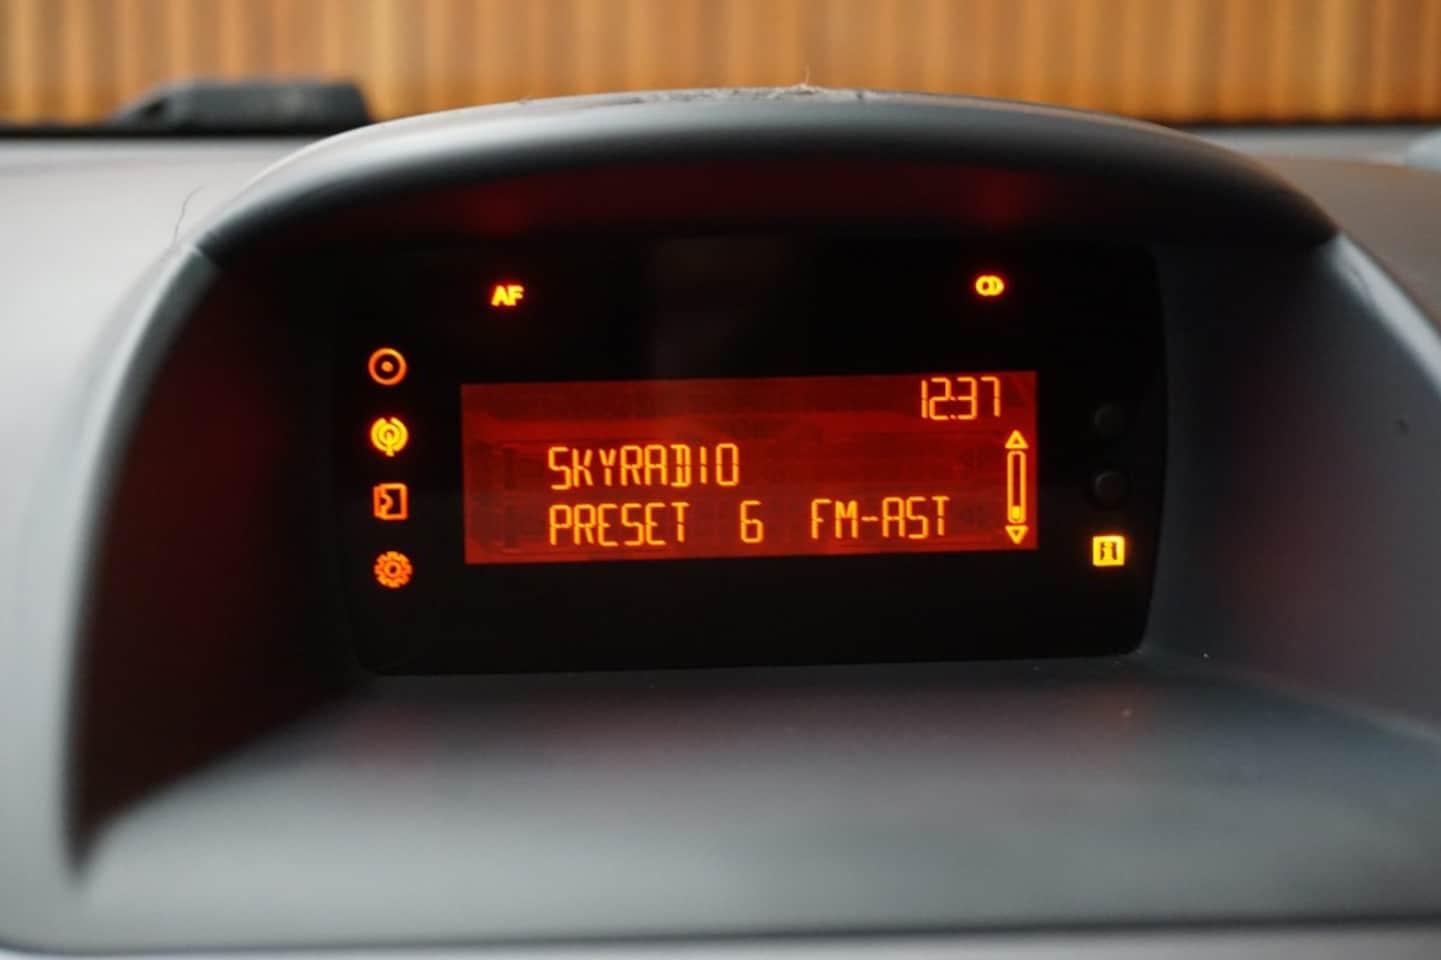 AF
12:37
SKYRADIO
PRESET 6 FM-AST
i